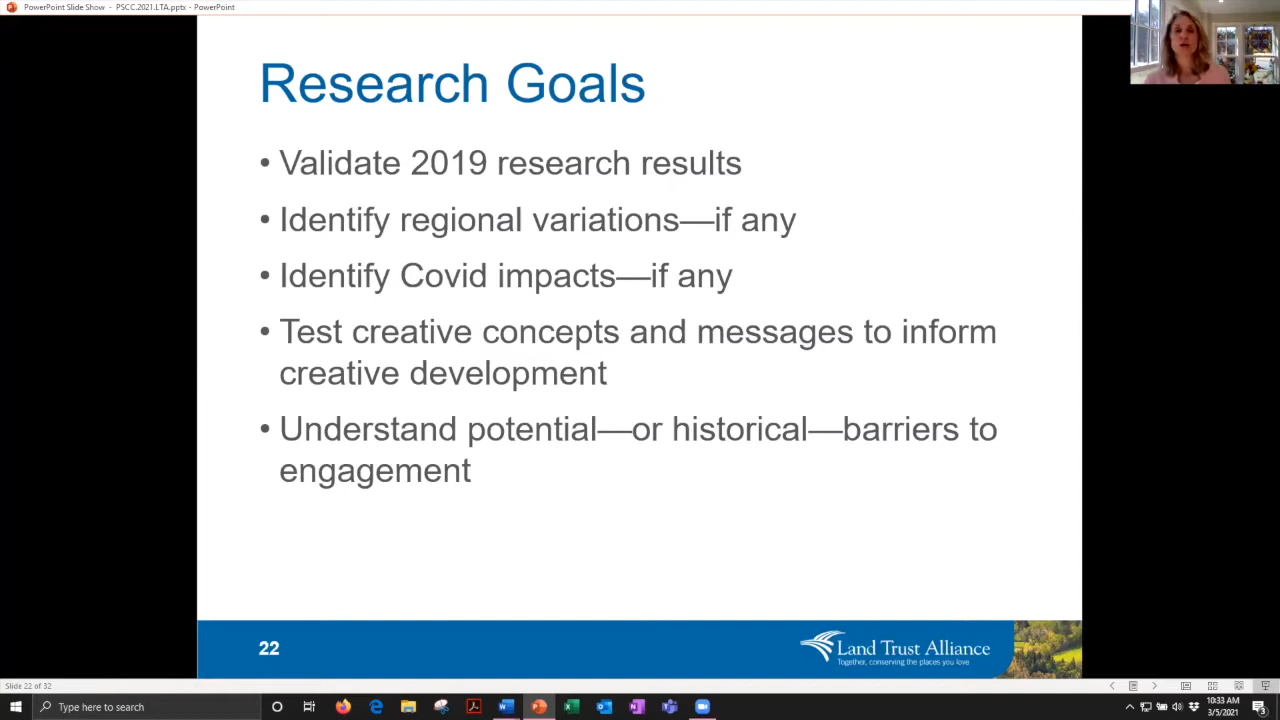 PowerPoint Slide Show - PSCC.2021.LTA.pptx - PowerPoint
Research Goals
• Validate 2019 research results
• Identify regional variations—if any
• Identify Covid impacts—if any
• Test creative concepts and messages to inform
creative development
• Understand potential—or historical—barriers to
engagement
22
Land Trust Alliance
Together, conserving the places you love
Slide 22 of 32
Type here to search
10:33 AM
3/5/2021
3